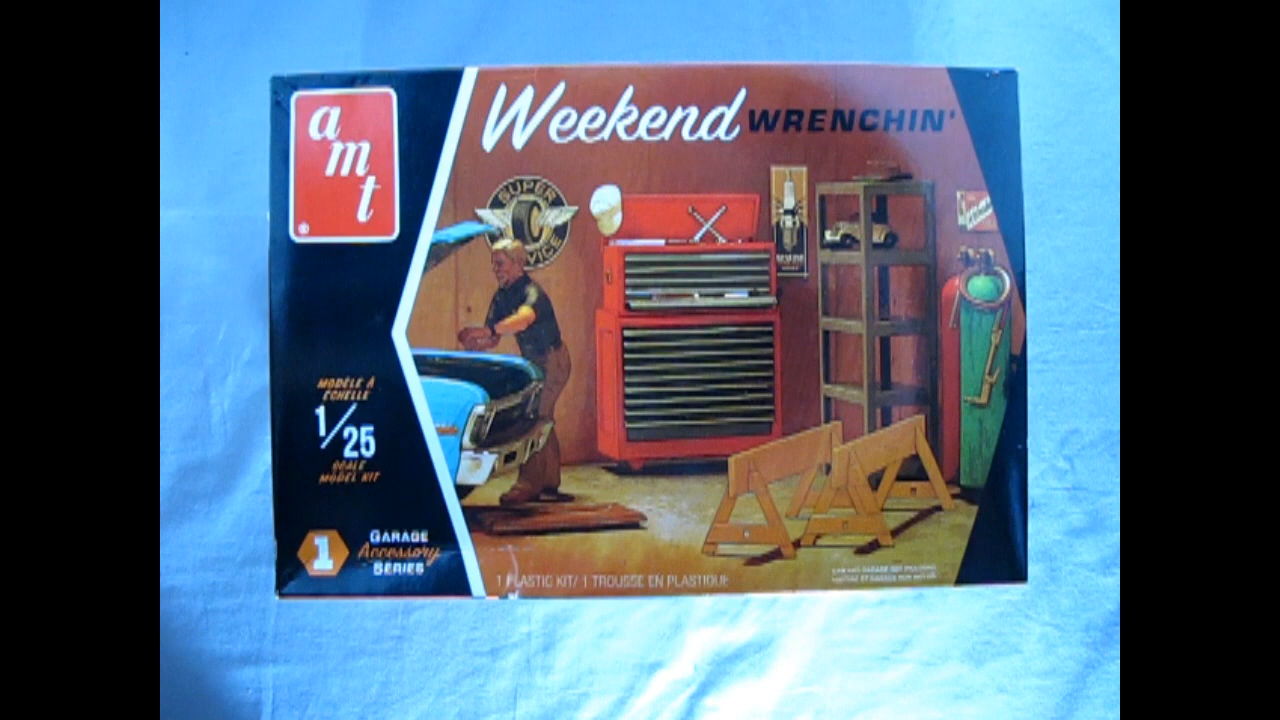 amt
Weekend WRENCHIN'
SUPER
SERVICE
MODÈLE À
ÉCHELLE
1/25
SCALE
MODEL KIT
1
GARAGE
Accessory
SERIES
1 PLASTIC KIT/ 1 TROUSSE EN PLASTIQUE